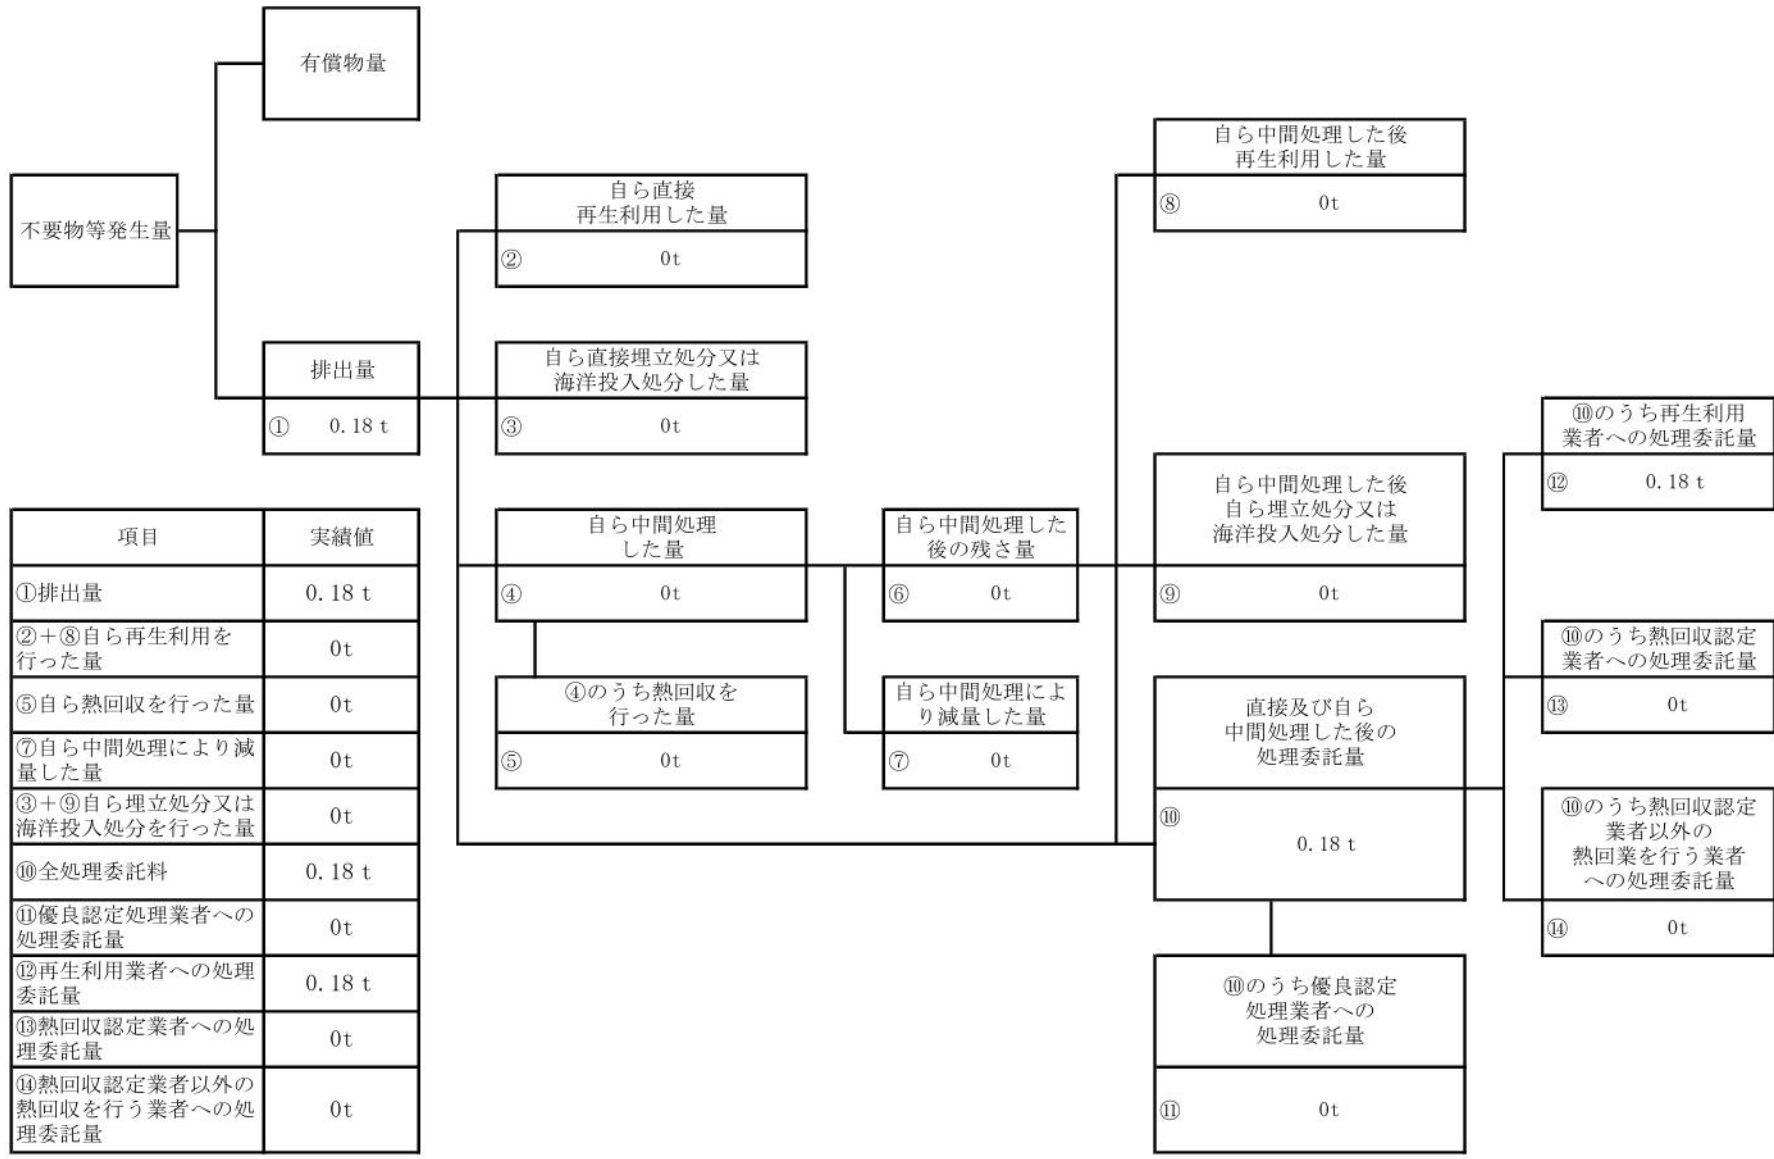 有償物量
不要物等発生量
排出量
① 0.18 t
自ら直接
再生利用した量
② 0t
自ら直接埋立処分又は
海洋投入処分した量
③ 0t
自ら中間処理
した量
④ 0t
④のうち熱回収を
行った量
⑤ 0t
自ら中間処理した
後の残さ量
⑥ 0t
自ら中間処理によ
り減量した量
⑦ 0t
自ら中間処理した後
再生利用した量
⑧ 0t
自ら中間処理した後
自ら埋立処分又は
海洋投入処分した量
⑨ 0t
直接及び自ら
中間処理した後の
処理委託量
⑩
0.18 t
⑩のうち優良認定
処理業者への
処理委託量
⑪ 0t
⑩のうち再生利用
業者への処理委託量
⑫ 0.18 t
⑩のうち熱回収認定
業者への処理委託量
⑬ 0t
⑩のうち熱回収認定
業者以外の
熱回業を行う業者
への処理委託量
⑭ 0t
項目 実績値
①排出量 0.18 t
②＋⑧自ら再生利用を
行った量
0t
⑤自ら熱回収を行った量 0t
⑦自ら中間処理により減
量した量
0t
③＋⑨自ら埋立処分又は
海洋投入処分を行った量
0t
⑩全処理委託料 0.18 t
⑪優良認定処理業者への
処理委託量
0t
⑫再生利用業者への処理
委託量
0.18 t
⑬熱回収認定業者への処
理委託量
0t
⑭熱回収認定業者以外の
熱回収を行う業者への処
理委託量
0t